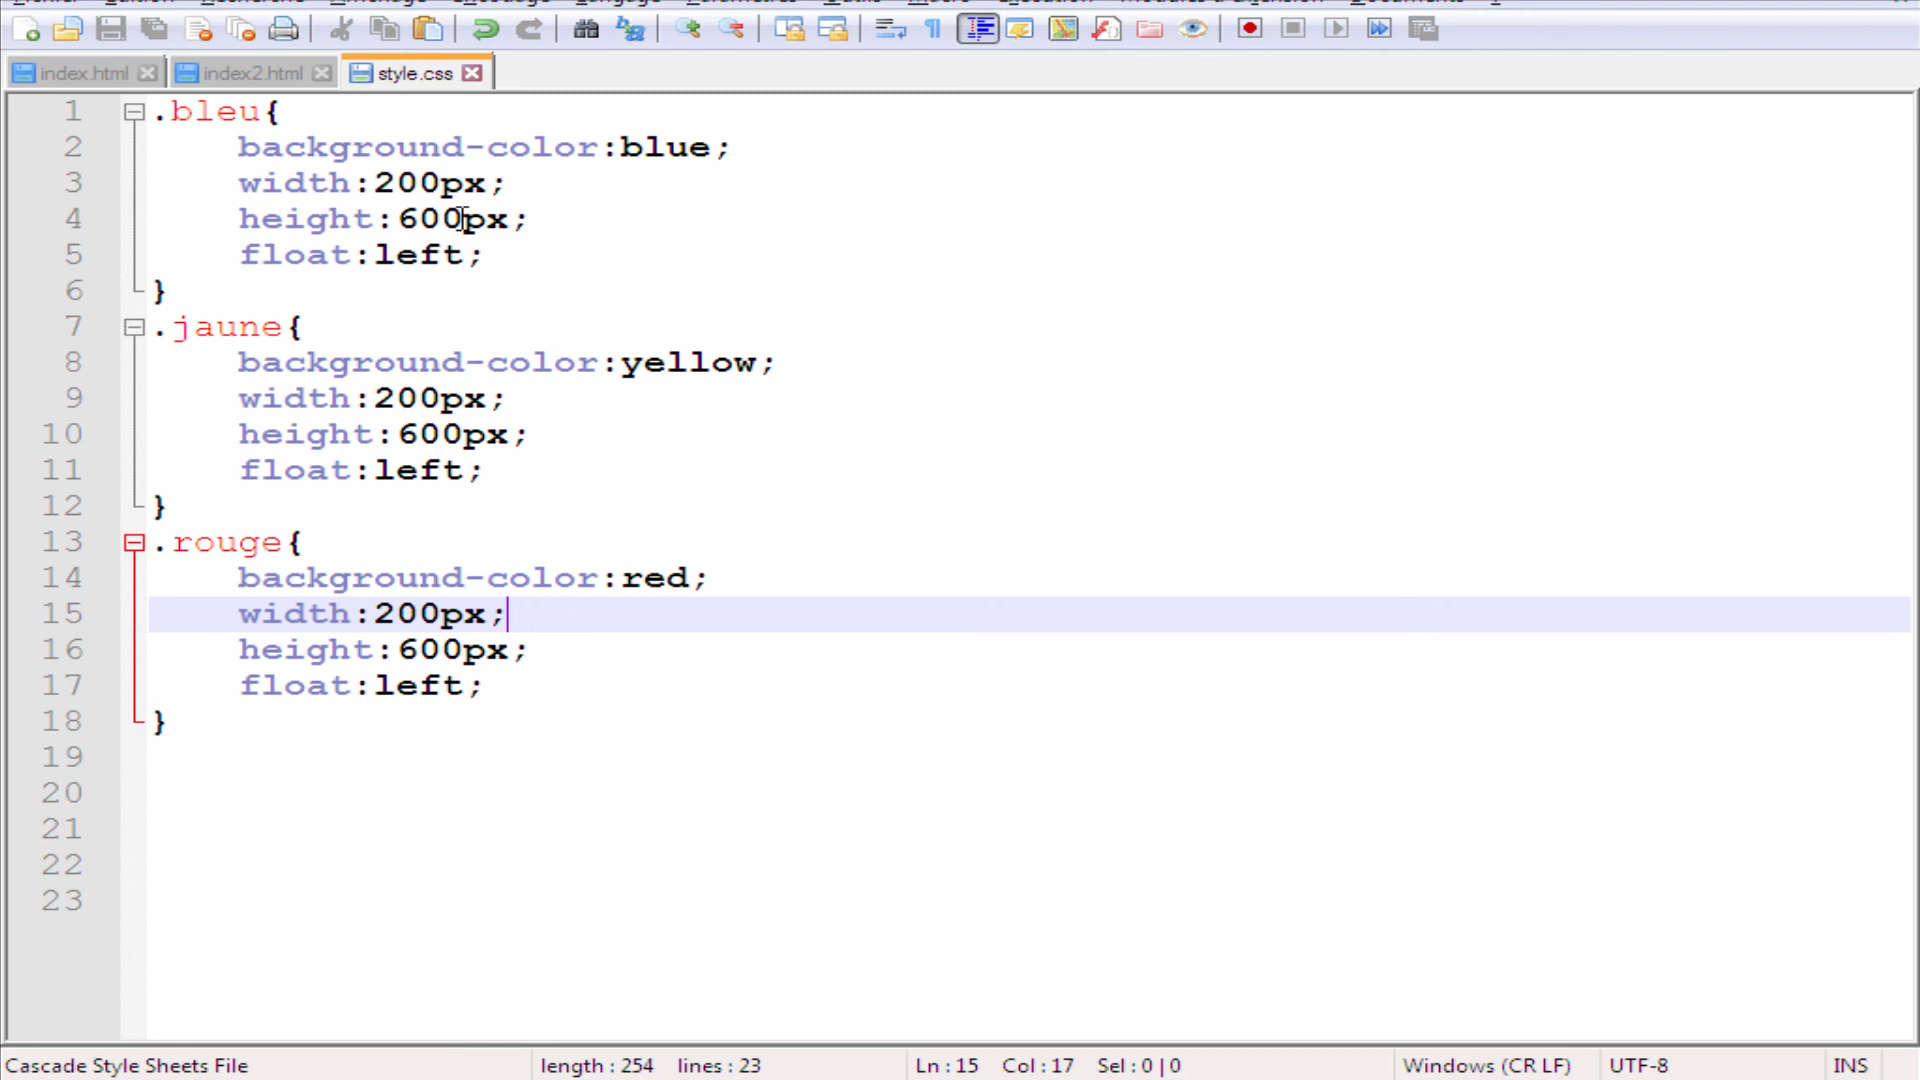 index.html
index2.html
style.css
1 .bleu{
2 background-color:blue;
3 width:200px;
4 height:600px;
5 float:left;
6 }
7 .jaune{
8 background-color:yellow;
9 width:200px;
10 height:600px;
11 float:left;
12 }
13 .rouge{
14 background-color:red;
15 width:200px;
16 height:600px;
17 float:left;
18 }
19
20
21
22
23
Cascade Style Sheets File length : 254 lines : 23 Ln : 15 Col : 17 Sel : 0 | 0 Windows (CR LF) UTF-8 INS